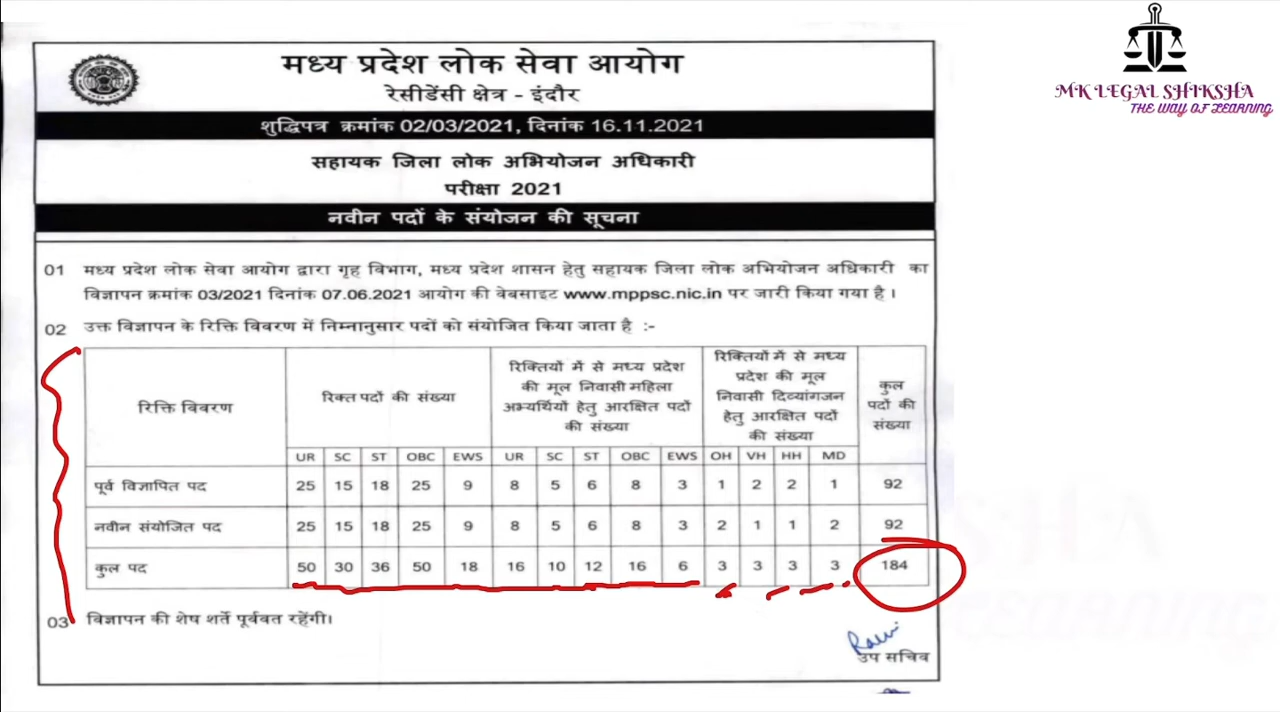 MK LEGAL SHIKSHA
THE WAY OF LEARNING
मध्य प्रदेश लोक सेवा आयोग
रेसीडेंसी क्षेत्र - इंदौर
शुद्धिपत्र क्रमांक 02/03/2021, दिनांक 16.11.2021
सहायक जिला लोक अभियोजन अधिकारी
परीक्षा 2021
नवीन पदों के संयोजन की सूचना
01 मध्य प्रदेश लोक सेवा आयोग द्वारा गृह विभाग, मध्य प्रदेश शासन हेतु सहायक जिला लोक अभियोजन अधिकारी का
विज्ञापन क्रमांक 03/2021 दिनांक 07.06.2021 आयोग की वेबसाइट www.mppsc.nic.in पर जारी किया गया है ।
02 उक्त विज्ञापन के रिक्ति विवरण में निम्नानुसार पदों को संयोजित किया जाता है :-
रिक्ति विवरण
रिक्त पदों की संख्या
रिक्तियों में से मध्य प्रदेश
की मूल निवासी महिला
अभ्यर्थियों हेतु आरक्षित पदों
की संख्या
रिक्तियों में से मध्य
प्रदेश की मूल
निवासी दिव्यांगजन
हेतु आरक्षित पदों
की संख्या
कुल
पदों की
संख्या
UR SC ST OBC EWS UR SC ST OBC EWS OH VH HH MD
पूर्व विज्ञापित पद 25 15 18 25 9 8 5 6 8 3 1 2 2 1 92
नवीन संयोजित पद 25 15 18 25 9 8 5 6 8 3 2 1 1 2 92
कुल पद 50 30 36 50 18 16 10 12 16 6 3 3 3 3 184
03 विज्ञापन की शेष शर्ते पूर्ववत रहेंगी।
उप सचिव
SHA
LEARNING